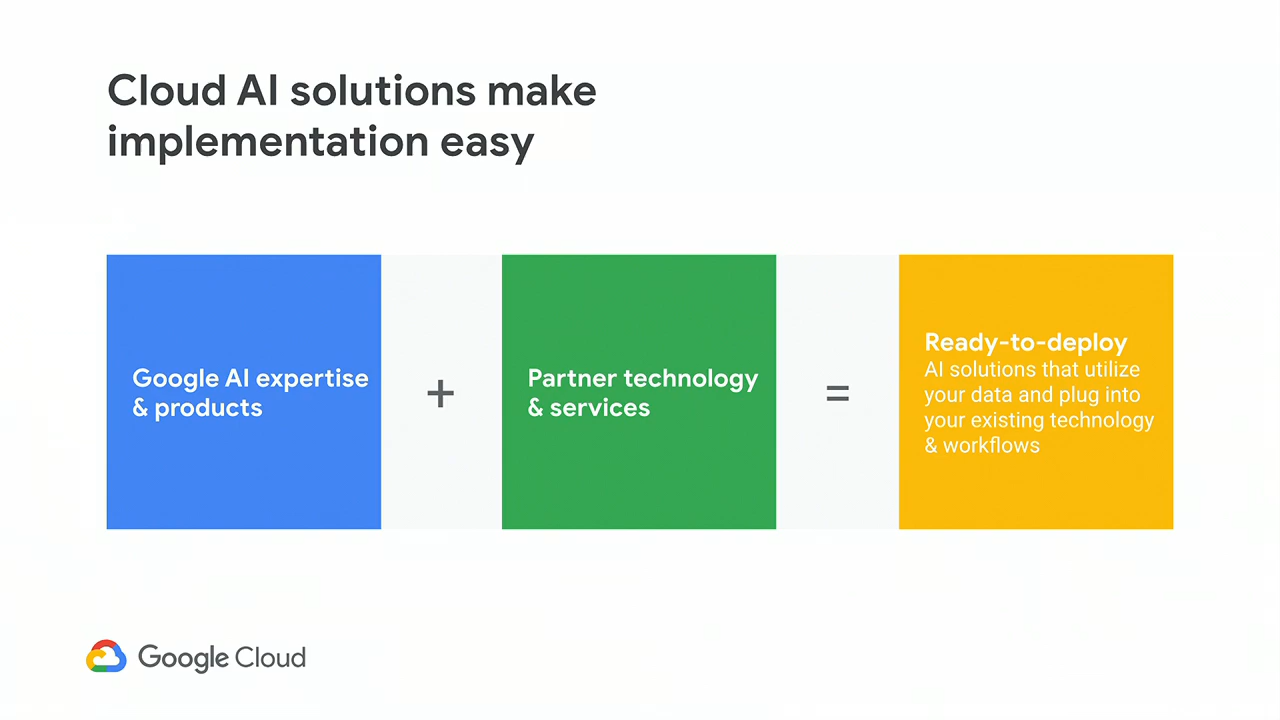 Cloud AI solutions make
implementation easy
Google AI expertise
& products
+
Partner technology
& services
=
Ready-to-deploy
AI solutions that utilize
your data and plug into
your existing technology
& workflows
Google Cloud